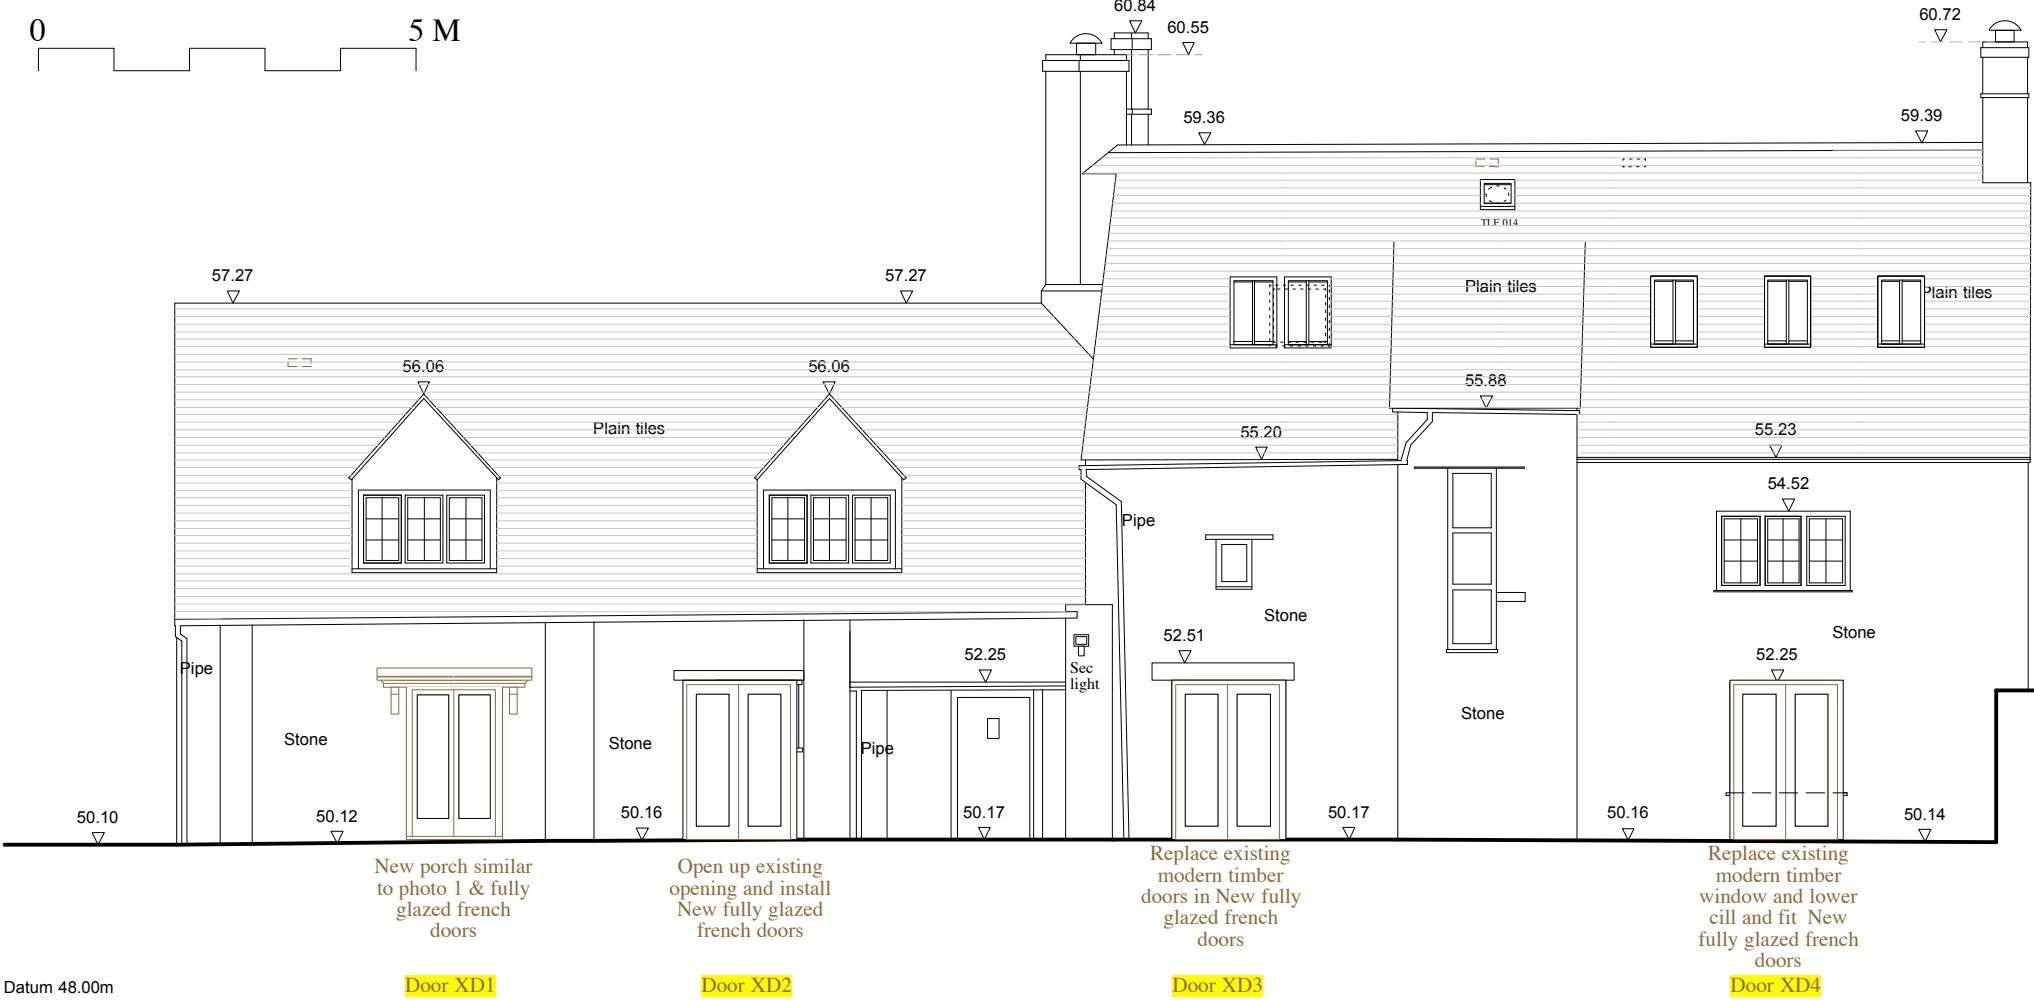 0
5 M
60.84
60.55
60.72
59.36
59.39
TLF 014
57.27
57.27
Plain tiles
Plain tiles
56.06
56.06
55.88
Plain tiles
55.20
55.23
54.52
Pipe
Stone
Stone
52.51
52.25
52.25
Pipe
Sec
light
Stone
Stone
Stone
Pipe
50.10
50.12
50.16
50.17
50.17
50.16
50.14
New porch similar
to photo 1 & fully
glazed french
doors
Open up existing
opening and install
New fully glazed
french doors
Replace existing
modern timber
doors in New fully
glazed french
doors
Replace existing
modern timber
window and lower
cill and fit New
fully glazed french
doors
Datum 48.00m
Door XD1
Door XD2
Door XD3
Door XD4